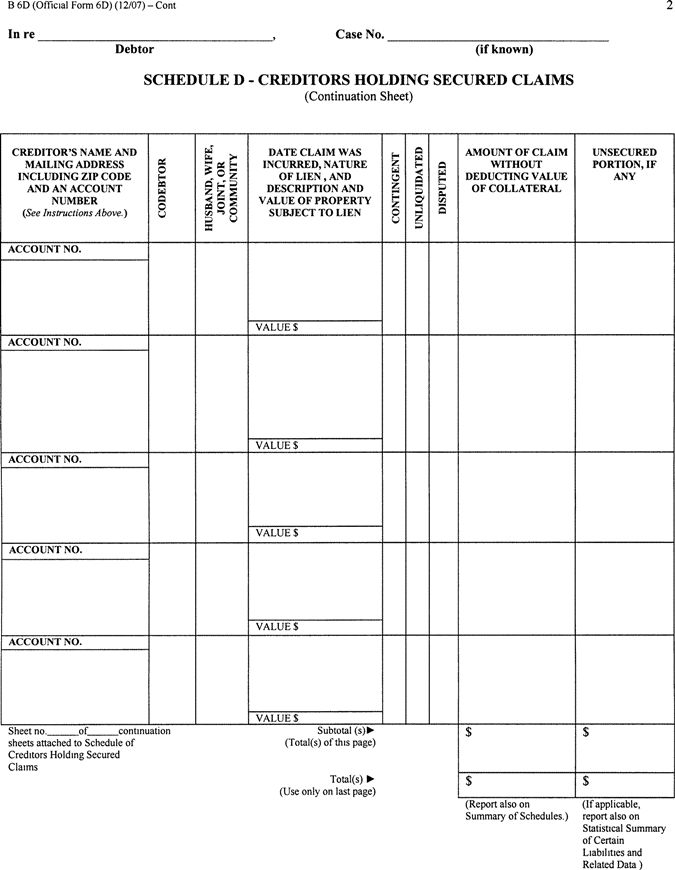 B 6D (Official Form 6D) (12/07) – Cont
2
In re ______________________________,
Case No. ______________________________
Debtor
(if known)
SCHEDULE D - CREDITORS HOLDING SECURED CLAIMS
(Continuation Sheet)
CREDITOR'S NAME AND
MAILING ADDRESS
INCLUDING ZIP CODE
AND AN ACCOUNT
NUMBER
(See Instructions Above.)
CODEBTOR
HUSBAND, WIFE,
JOINT, OR
COMMUNITY
DATE CLAIM WAS
INCURRED, NATURE
OF LIEN , AND
DESCRIPTION AND
VALUE OF PROPERTY
SUBJECT TO LIEN
CONTINGENT
UNLIQUIDATED
DISPUTED
AMOUNT OF CLAIM
WITHOUT
DEDUCTING VALUE
OF COLLATERAL
UNSECURED
PORTION, IF
ANY
ACCOUNT NO.
VALUE $
ACCOUNT NO.
VALUE $
ACCOUNT NO.
VALUE $
ACCOUNT NO.
VALUE $
ACCOUNT NO.
VALUE $
Sheet no.______of______continuation
sheets attached to Schedule of
Creditors Holding Secured
Claims
Subtotal (s)►
(Total(s) of this page)
$
$
Total(s) ►
(Use only on last page)
$
$
(Report also on
Summary of Schedules.)
(If applicable,
report also on
Statistical Summary
of Certain
Liabilities and
Related Data )